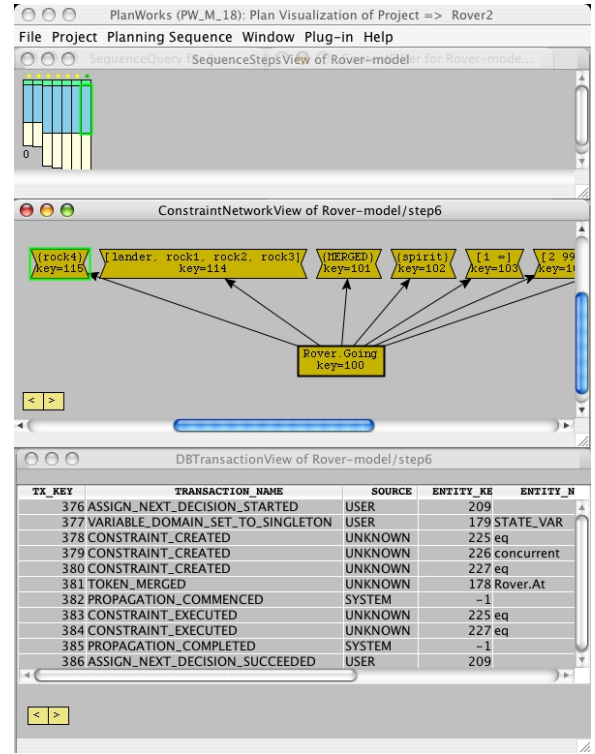 PlanWorks (PW_M_18): Plan Visualization of Project => Rover2
File Project Planning Sequence Window Plug-in Help
SequenceStepsView of Rover-model
0
ConstraintNetworkView of Rover-model/step6
{rock4} [lander, rock1, rock2, rock3] {MERGED} {spirit} [1 ∞] [2 99
key=115 key=114 key=101 key=102 key=103 key=10
Rover.Going
key=100
< >
DBTransactionView of Rover-model/step6
TX_KEY TRANSACTION_NAME SOURCE ENTITY_KE ENTITY_N
376 ASSIGN_NEXT_DECISION_STARTED USER 209
377 VARIABLE_DOMAIN_SET_TO_SINGLETON USER 179 STATE_VAR
378 CONSTRAINT_CREATED UNKNOWN 225 eq
379 CONSTRAINT_CREATED UNKNOWN 226 concurrent
380 CONSTRAINT_CREATED UNKNOWN 227 eq
381 TOKEN_MERGED UNKNOWN 178 Rover.At
382 PROPAGATION_COMMENCED SYSTEM -1
383 CONSTRAINT_EXECUTED UNKNOWN 225 eq
384 CONSTRAINT_EXECUTED UNKNOWN 227 eq
385 PROPAGATION_COMPLETED SYSTEM -1
386 ASSIGN_NEXT_DECISION_SUCCEEDED USER 209
< >